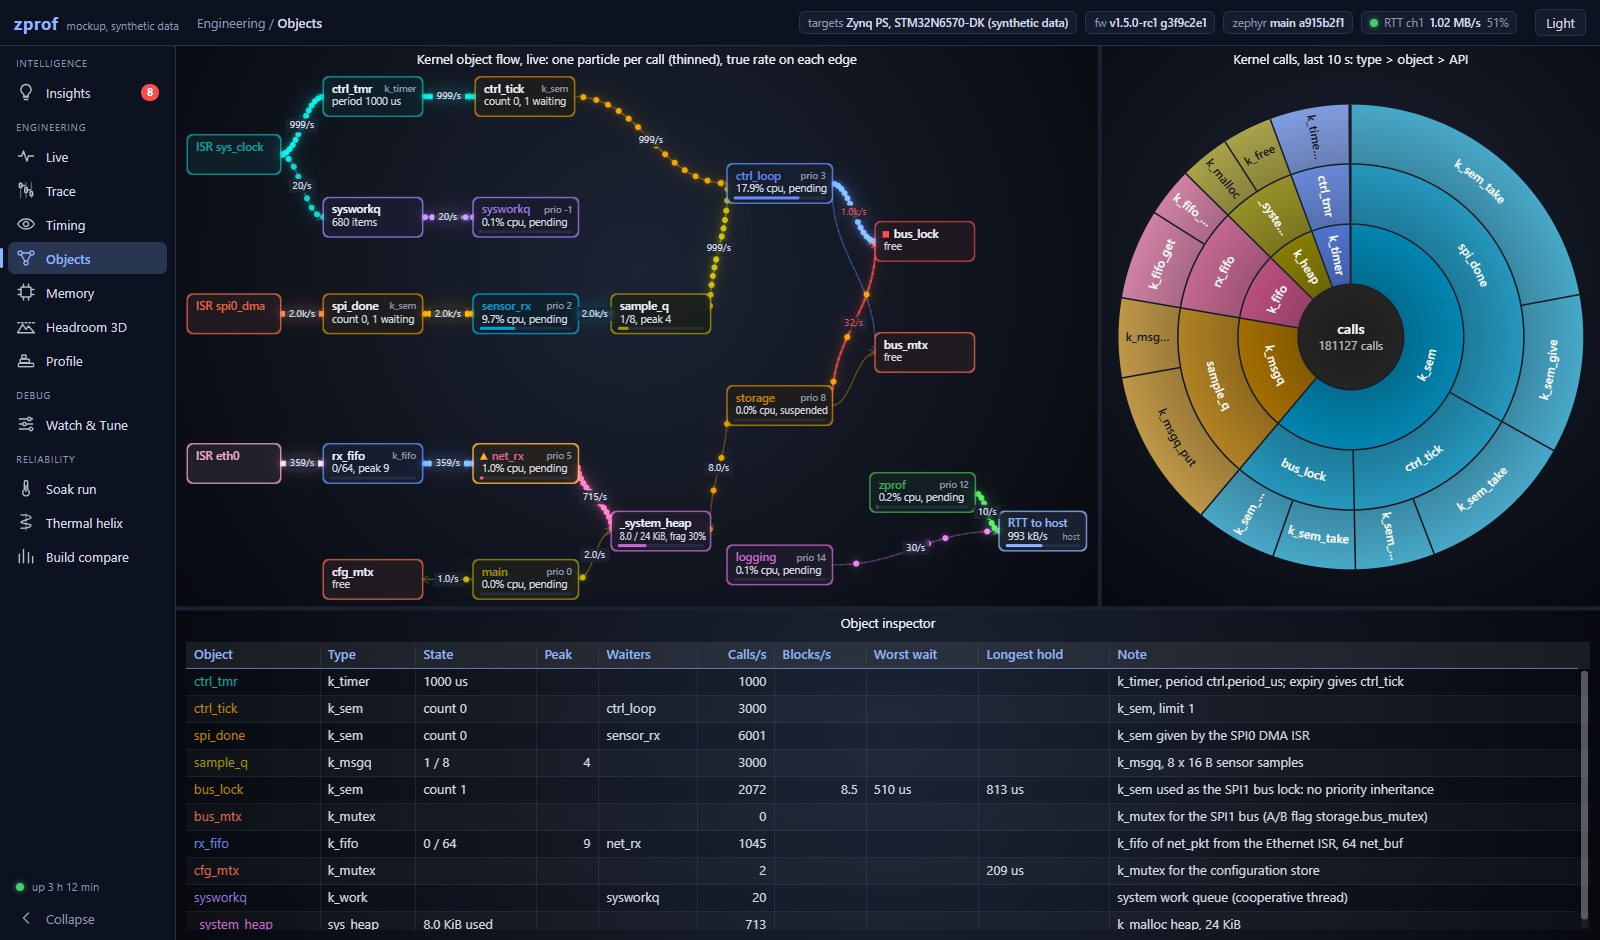 zprof mockup, synthetic data
Engineering / Objects
targets Zynq PS, STM32N6570-DK (synthetic data)
fw v1.5.0-rc1 g3f9c2e1
zephyr main a915b2f1
RTT ch1 1.02 MB/s 51%
Light
INTELLIGENCE
Insights 8
ENGINEERING
Live
Trace
Timing
Objects
Memory
Headroom 3D
Profile
DEBUG
Watch & Tune
RELIABILITY
Soak run
Thermal helix
Build compare
up 3 h 12 min
Collapse
Kernel object flow, live: one particle per call (thinned), true rate on each edge
ctrl_tmr k_timer
period 1000 us
999/s
ctrl_tick k_sem
count 0, 1 waiting
999/s
999/s
ISR sys_clock
20/s
sysworkq
680 items
20/s
sysworkq prio -1
0.1% cpu, pending
ctrl_loop prio 3
17.9% cpu, pending
1.0k/s
bus_lock
free
999/s
ISR spi0_dma
2.0k/s
spi_done k_sem
count 0, 1 waiting
2.0k/s
sensor_rx prio 2
9.7% cpu, pending
2.0k/s
sample_q
1/8, peak 4
32/s
bus_mtx
free
storage prio 8
0.0% cpu, suspended
ISR eth0
359/s
rx_fifo k_fifo
0/64, peak 9
359/s
net_rx prio 5
1.0% cpu, pending
715/s
8.0/s
_system_heap
8.0 / 24 KiB, frag 30%
2.0/s
zprof prio 12
0.2% cpu, pending
10/s
RTT to host
993 kB/s host
30/s
logging prio 14
0.1% cpu, pending
cfg_mtx
free
1.0/s
main prio 0
0.0% cpu, pending
Kernel calls, last 10 s: type > object > API
calls
181127 calls
k_sem
spi_done
k_sem_take
k_sem_give
ctrl_tick
k_sem_take
k_sem_...
bus_lock
k_sem_take
k_sem_...
k_msgq
sample_q
k_msgq_put
k_msg...
k_fifo
rx_fifo
k_fifo_get
k_fifo_...
k_heap
_syste...
k_malloc
k_free
k_timer
ctrl_tmr
k_time...
Object inspector
Object Type State Peak Waiters Calls/s Blocks/s Worst wait Longest hold Note
ctrl_tmr k_timer 1000 us 1000 k_timer, period ctrl.period_us; expiry gives ctrl_tick
ctrl_tick k_sem count 0 ctrl_loop 3000 k_sem, limit 1
spi_done k_sem count 0 sensor_rx 6001 k_sem given by the SPI0 DMA ISR
sample_q k_msgq 1 / 8 4 3000 k_msgq, 8 x 16 B sensor samples
bus_lock k_sem count 1 2072 8.5 510 us 813 us k_sem used as the SPI1 bus lock: no priority inheritance
bus_mtx k_mutex 0 k_mutex for the SPI1 bus (A/B flag storage.bus_mutex)
rx_fifo k_fifo 0 / 64 9 net_rx 1045 k_fifo of net_pkt from the Ethernet ISR, 64 net_buf
cfg_mtx k_mutex 2 209 us k_mutex for the configuration store
sysworkq k_work sysworkq 20 system work queue (cooperative thread)
_system_heap sys_heap 8.0 KiB used 713 k_malloc heap, 24 KiB